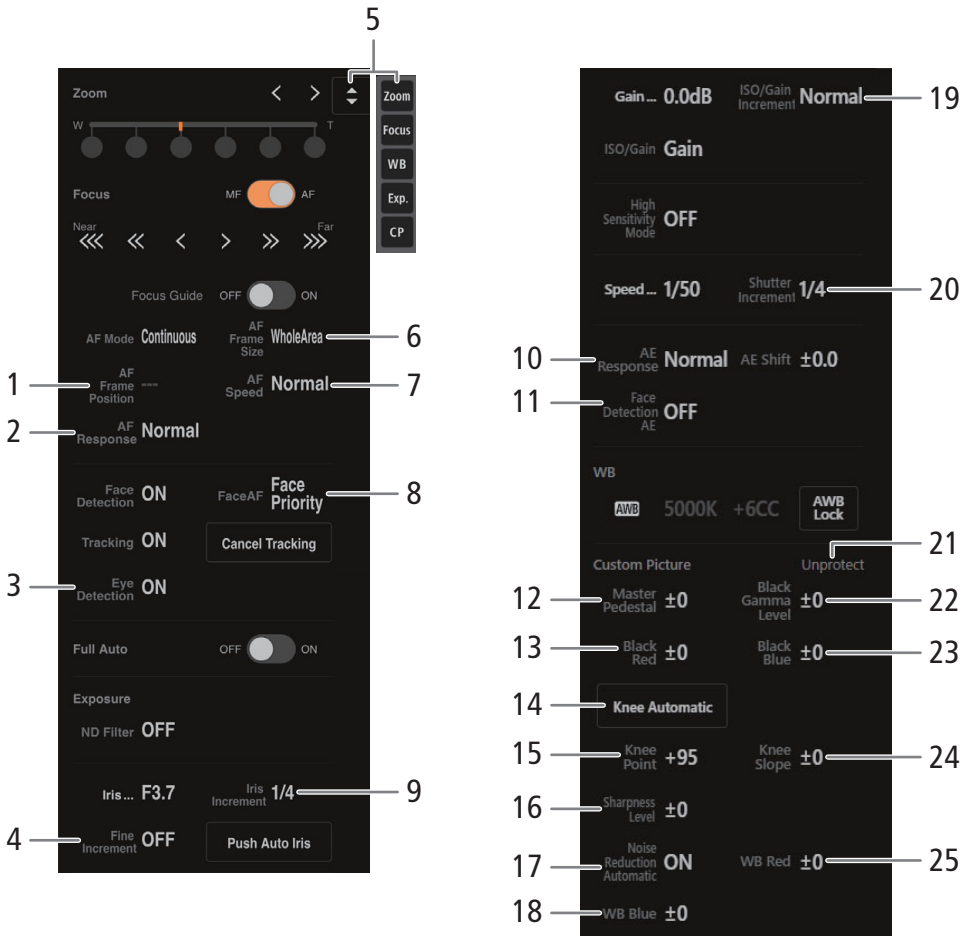 5
Zoom < >
W T
Zoom
Focus
WB
Exp.
CP
Focus MF AF
Near Far
<<< << < > >> >>>
Focus Guide OFF ON
AF Mode Continuous
AF
Frame
Size
WholeArea
6
1
AF
Frame
Position
---
AF
Speed
Normal
7
2
AF
Response
Normal
Face
Detection
ON
FaceAF
Face
Priority
8
Tracking ON
Cancel Tracking
3
Eye
Detection
ON
Full Auto OFF ON
Exposure
ND Filter OFF
Iris... F3.7
Iris
Increment
1/4
9
4
Fine
Increment
OFF
Push Auto Iris
Gain... 0.0dB
ISO/Gain
Increment
Normal
19
ISO/Gain Gain
High
Sensitivity
Mode
OFF
Speed... 1/50
Shutter
Increment
1/4
20
10
AE
Response
Normal
AE Shift ±0.0
11
Face
Detection
AE
OFF
WB
AWB 5000K +6CC
AWB
Lock
21
Custom Picture Unprotect
12
Master
Pedestal
±0
Black
Gamma
Level
±0
22
13
Black
Red
±0
Black
Blue
±0
23
14
Knee Automatic
15
Knee
Point
+95
Knee
Slope
±0
24
16
Sharpness
Level
±0
17
Noise
Reduction
Automatic
ON
WB Red ±0
25
18
WB Blue ±0